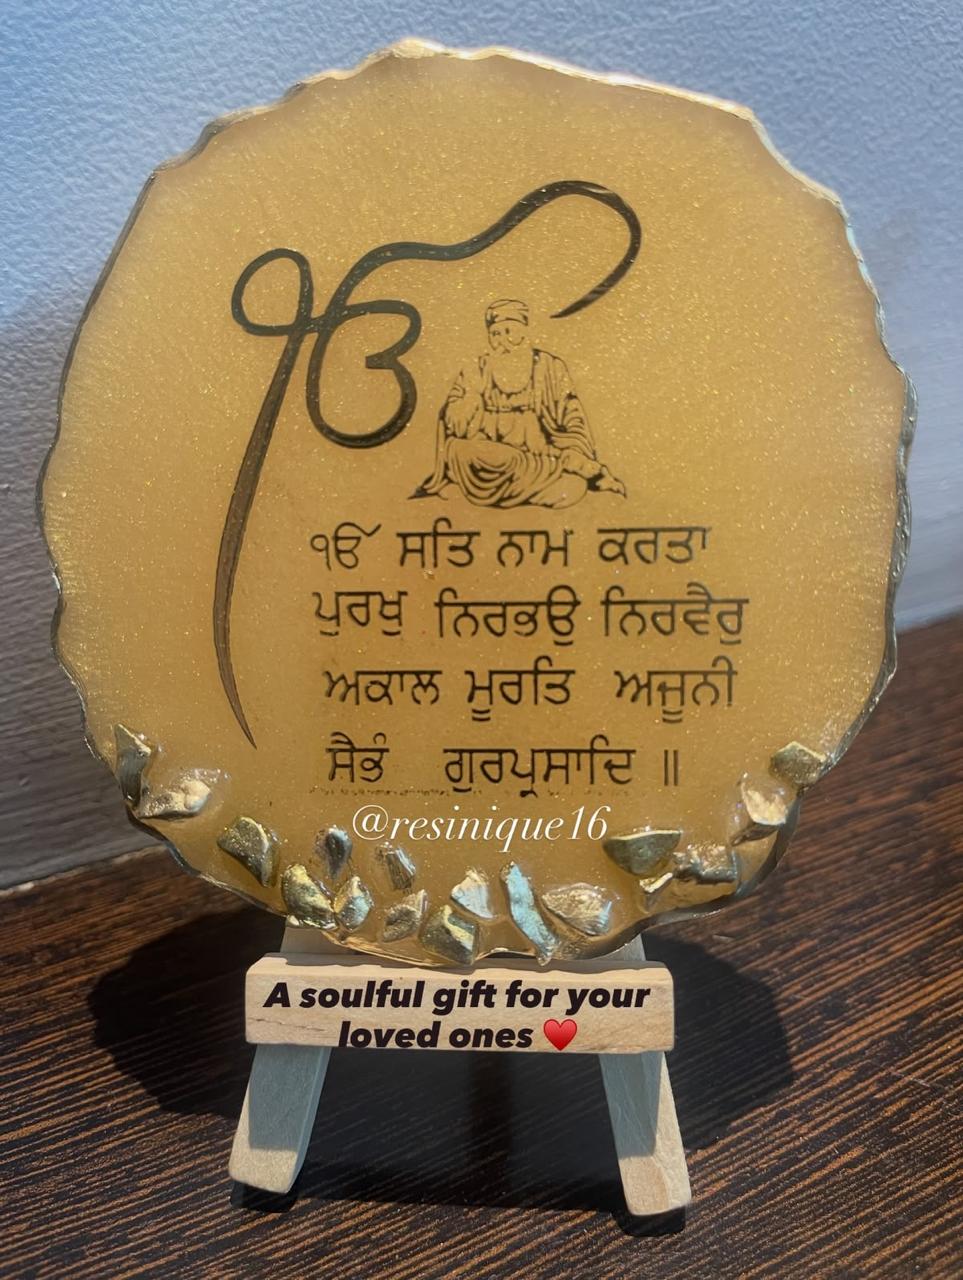 ੴ
ੴ ਸਤਿ ਨਾਮ ਕਰਤਾ
ਪੁਰਖੁ ਨਿਰਭਉ ਨਿਰਵੈਰੁ
ਅਕਾਲ ਮੂਰਤਿ ਅਜੂਨੀ
ਸੈਭੰ ਗੁਰਪ੍ਰਸਾਦਿ ॥
@resinique16
A soulful gift for your
loved ones ♥️